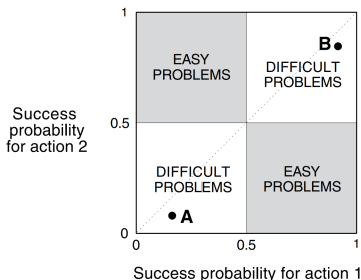 1
B
EASY
PROBLEMS
DIFFICULT
PROBLEMS
Success
probability
for action 2
0.5
DIFFICULT
PROBLEMS
EASY
PROBLEMS
A
0
0
0.5
1
Success probability for action 1